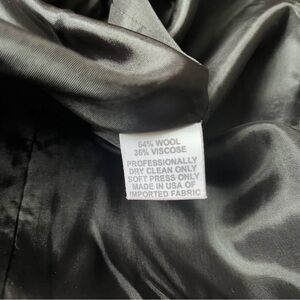 64% WOOL
36% VISCOSE
PROFESSIONALLY
DRY CLEAN ONLY
SOFT PRESS ONLY
MADE IN USA OF
IMPORTED FABRIC